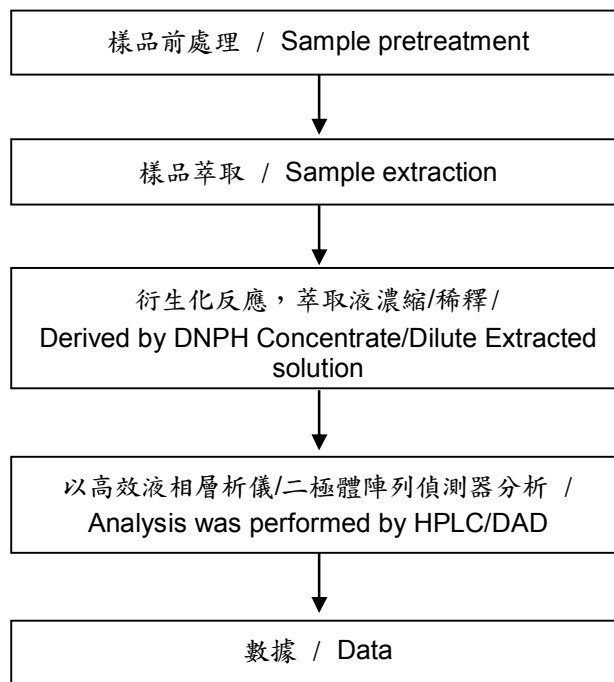 樣品前處理 / Sample pretreatment
樣品萃取 / Sample extraction
衍生化反應，萃取液濃縮/稀釋/
Derived by DNPH Concentrate/Dilute Extracted
solution
以高效液相層析儀/二極體陣列偵測器分析 /
Analysis was performed by HPLC/DAD
數據 / Data